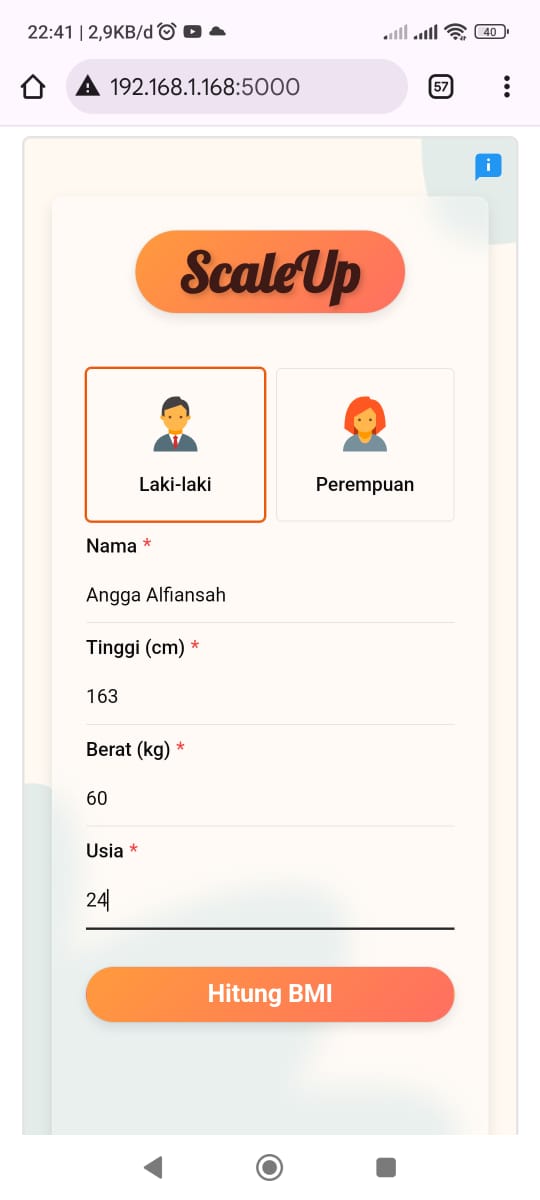 22:41 | 2,9KB/d
40
192.168.1.168:5000
57
ScaleUp
Laki-laki
Perempuan
Nama *
Angga Alfiansah
Tinggi (cm) *
163
Berat (kg) *
60
Usia *
24
Hitung BMI